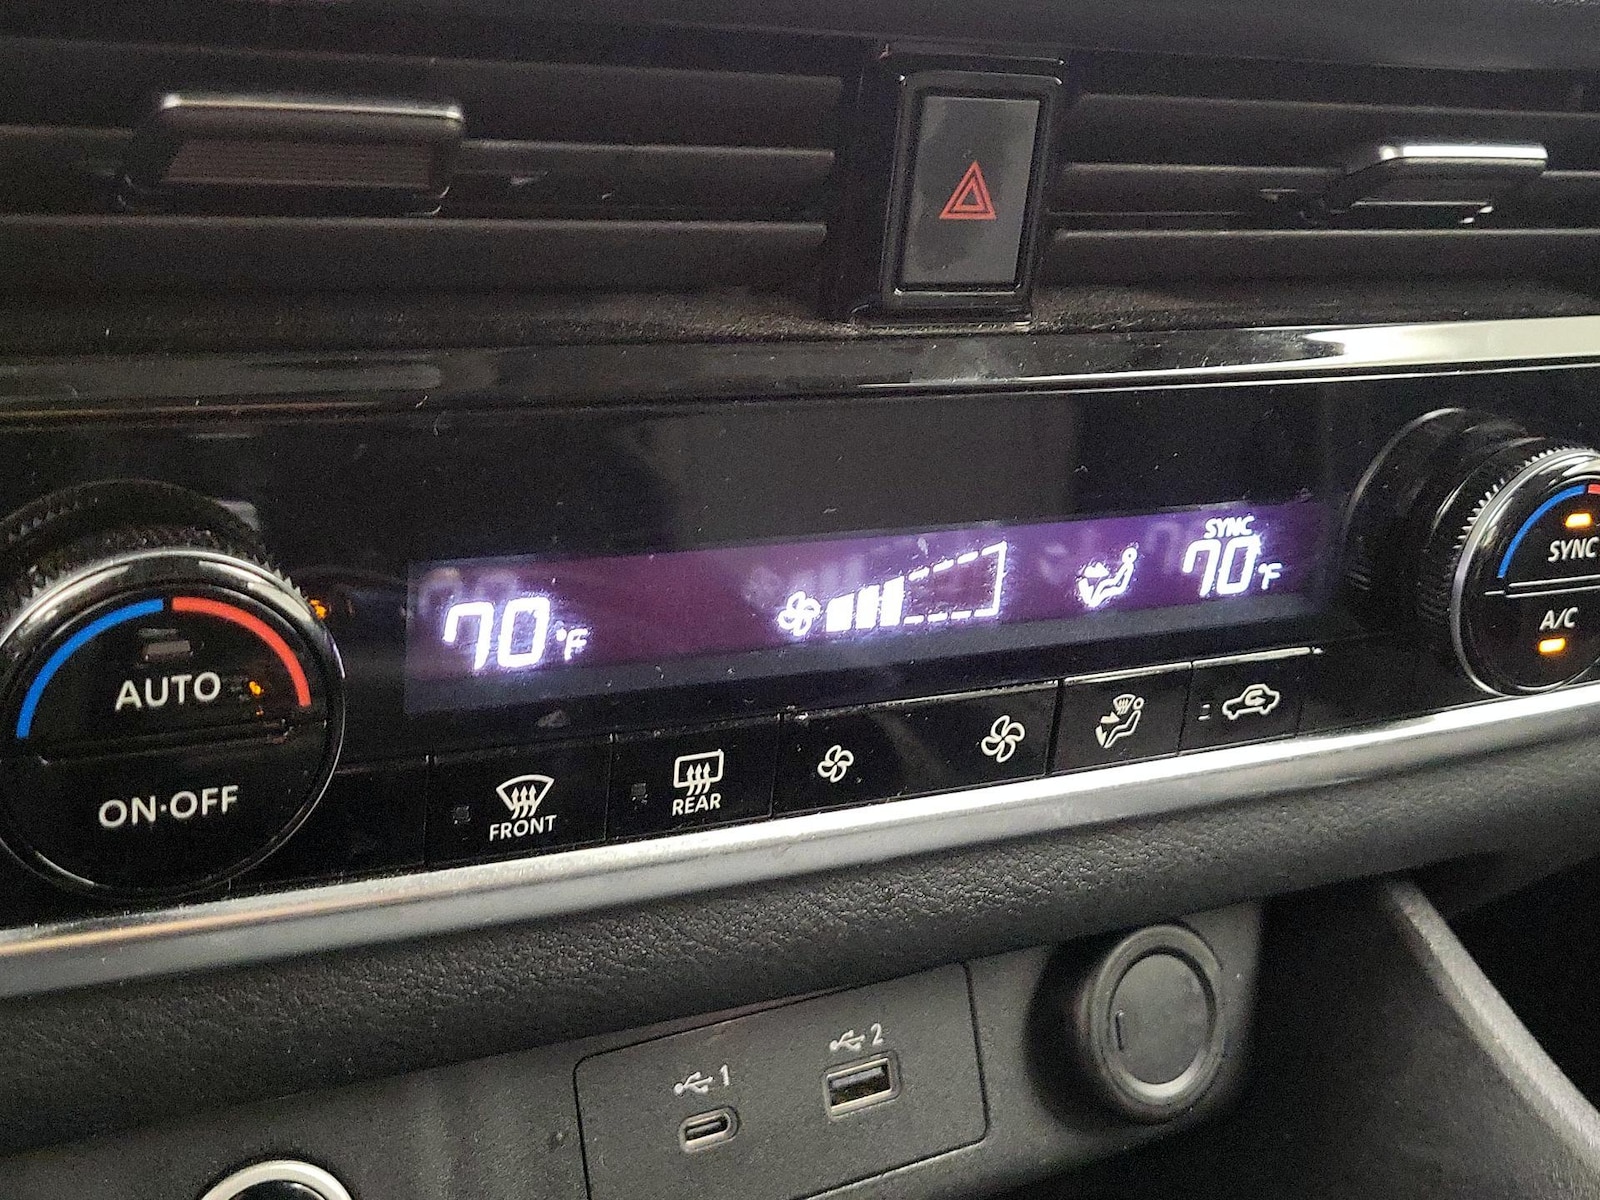 SYNC
70°F
70°F
SYNC
A/C
AUTO
ON·OFF
FRONT
REAR
1
2